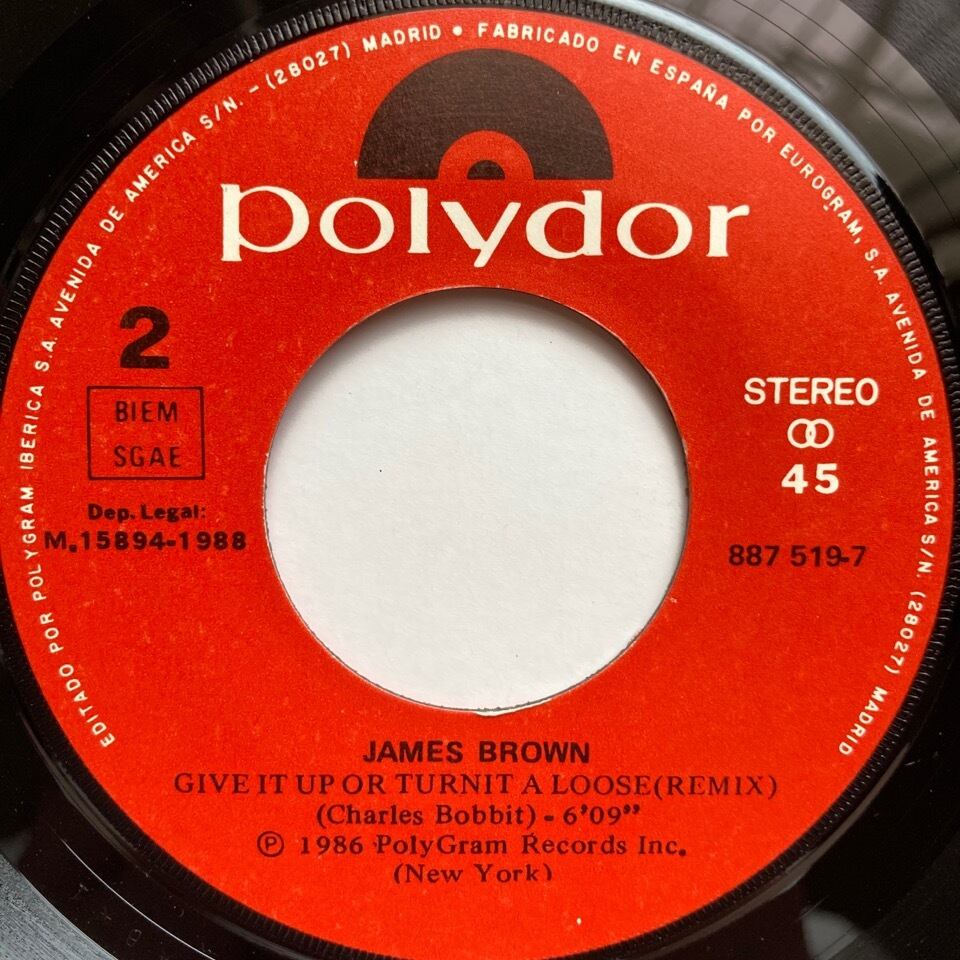 EDITADO POR POLYGRAM IBERICA S.A. AVENIDA DE AMERICA S/N. - (28027) MADRID • FABRICADO EN ESPAÑA POR EUROGRAM, S.A. AVENIDA DE AMERICA S/N. (28027) MADRID
polydor
2
BIEM
SGAE
Dep. Legal:
M.15894-1988
STEREO
45
887 519-7
JAMES BROWN
GIVE IT UP OR TURNIT A LOOSE(REMIX)
(Charles Bobbit) - 6'09"
℗ 1986 PolyGram Records Inc.
(New York)